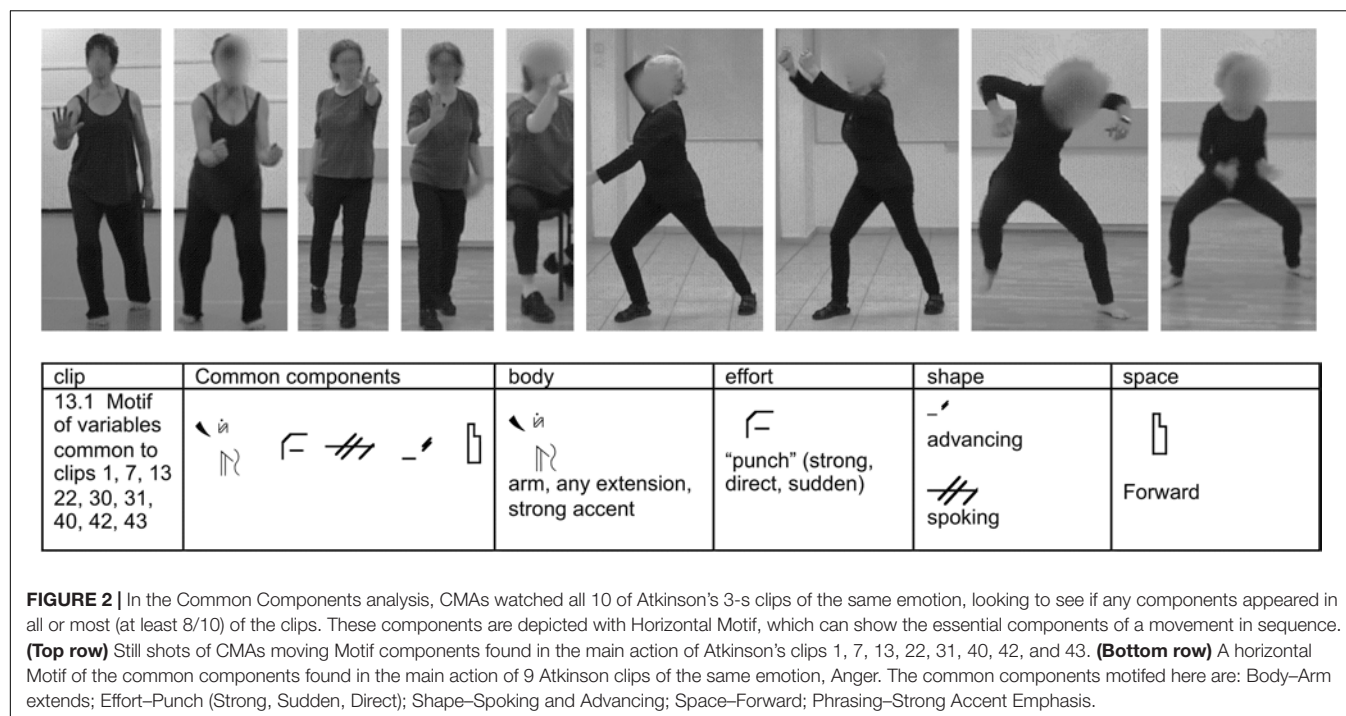 clip
Common components
body
effort
shape
space
13.1 Motif
of variables
common to
clips 1, 7, 13
22, 30, 31,
40, 42, 43
arm, any extension,
strong accent
“punch” (strong,
direct, sudden)
advancing
spoking
Forward
FIGURE 2 | In the Common Components analysis, CMAs watched all 10 of Atkinson’s 3-s clips of the same emotion, looking to see if any components appeared in
all or most (at least 8/10) of the clips. These components are depicted with Horizontal Motif, which can show the essential components of a movement in sequence.
(Top row) Still shots of CMAs moving Motif components found in the main action of Atkinson’s clips 1, 7, 13, 22, 31, 40, 42, and 43. (Bottom row) A horizontal
Motif of the common components found in the main action of 9 Atkinson clips of the same emotion, Anger. The common components motifed here are: Body–Arm
extends; Effort–Punch (Strong, Sudden, Direct); Shape–Spoking and Advancing; Space–Forward; Phrasing–Strong Accent Emphasis.